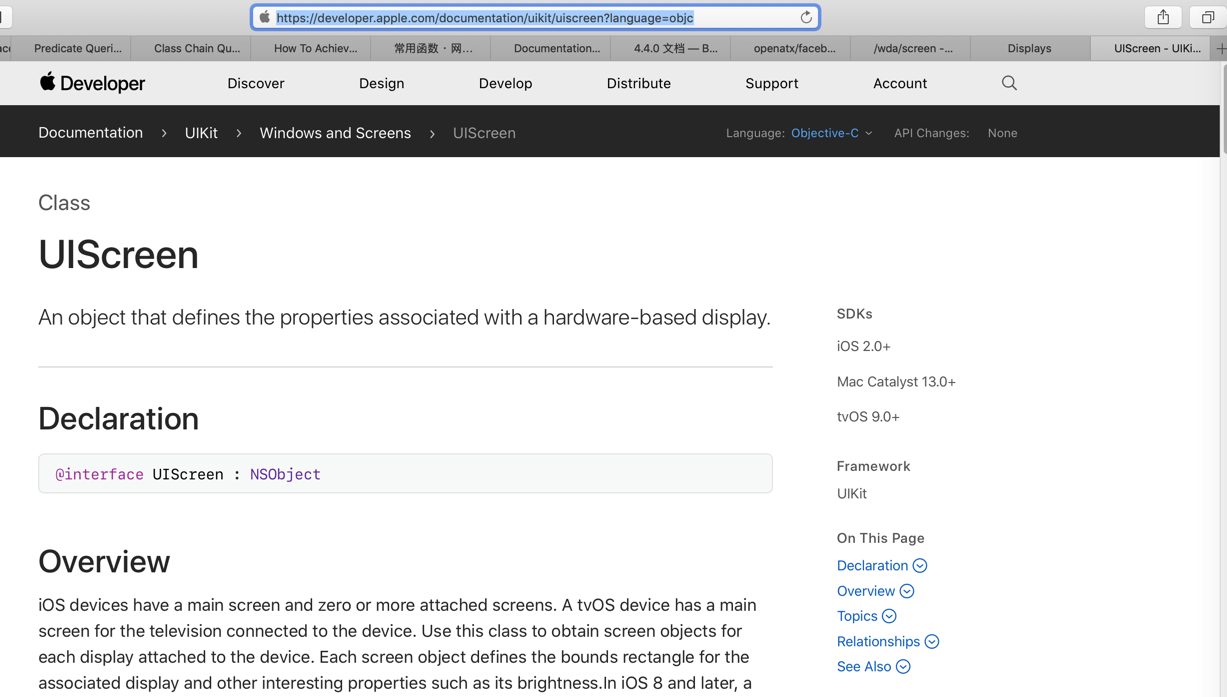 https://developer.apple.com/documentation/uikit/uiscreen?language=objc
Predicate Queri... Class Chain Qu... How To Achiev... 常用函数 · 网... Documentation... 4.4.0 文档 — B... openatx/faceb... /wda/screen -... Displays UIScreen - UIKi...
Developer Discover Design Develop Distribute Support Account
Documentation > UIKit > Windows and Screens > UIScreen Language: Objective-C API Changes: None
Class
UIScreen
An object that defines the properties associated with a hardware-based display.
Declaration
@interface UIScreen : NSObject
Overview
iOS devices have a main screen and zero or more attached screens. A tvOS device has a main
screen for the television connected to the device. Use this class to obtain screen objects for
each display attached to the device. Each screen object defines the bounds rectangle for the
associated display and other interesting properties such as its brightness.In iOS 8 and later, a
SDKs
iOS 2.0+
Mac Catalyst 13.0+
tvOS 9.0+
Framework
UIKit
On This Page
Declaration
Overview
Topics
Relationships
See Also